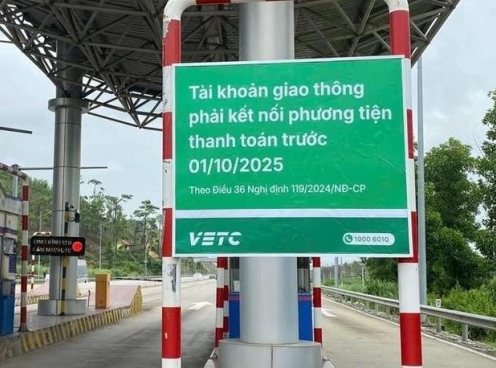 Tài khoản giao thông
phải kết nối phương tiện
thanh toán trước
01/10/2025
Theo Điều 36 Nghị định 119/2024/NĐ-CP
VETC
1900 6010